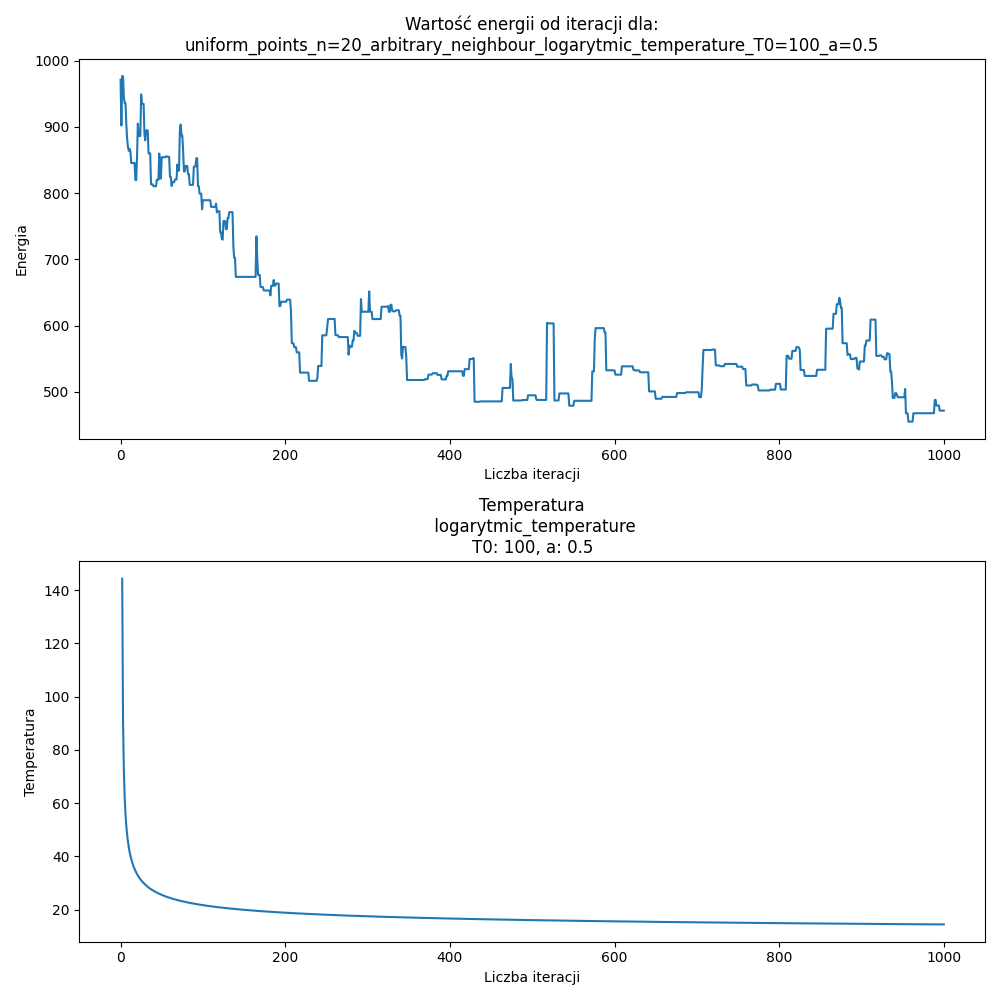 Wartość energii od iteracji dla:
uniform_points_n=20_arbitrary_neighbour_logarytmic_temperature_T0=100_a=0.5
1000
900
800
700
600
500
Energia
0 200 400 600 800 1000
Liczba iteracji
Temperatura
logarytmic_temperature
T0: 100, a: 0.5
140
120
100
80
60
40
20
Temperatura
0 200 400 600 800 1000
Liczba iteracji